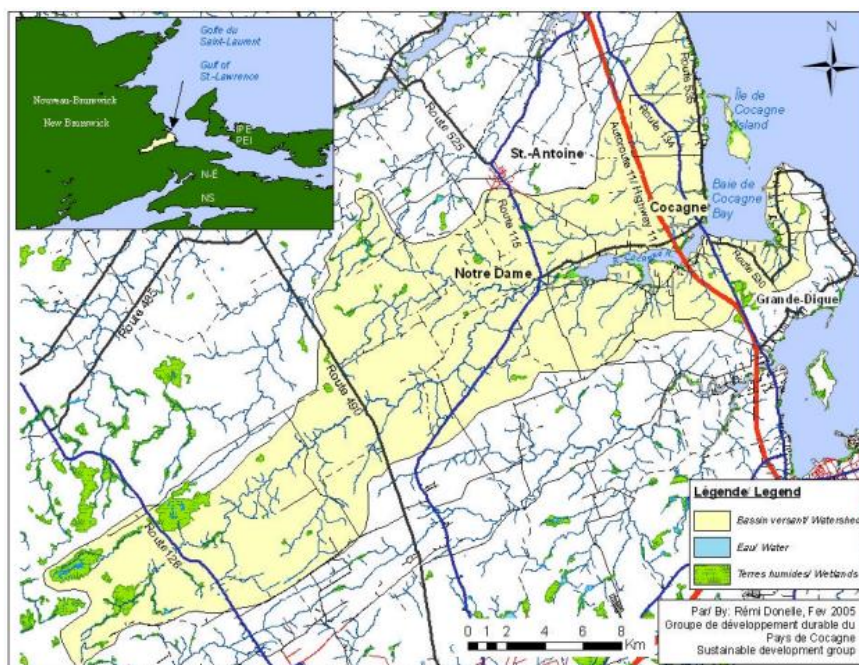 Golfe du
Saint-Laurent
Gulf of
St-Lawrence
Nouveau-Brunswick
New Brunswick
IPE
PEI
N-É
NS
N
Route 535
Île de
Cocagne
Island
Route 134
Route 525
St.-Antoine
Autoroute 11/ Highway 11
Route 115
Cocagne
Baie de
Cocagne
Bay
Cocagne R.
Notre Dame
Route 530
Grande-Digue
Route 485
Route 490
Route 126
Légende/ Legend
Bassin versant/ Watershed
Eau/ Water
Terres humides/ Wetlands
0 1 2 4 6 8
Km
Par/ By: Rémi Donelle, Fev 2005
Groupe de développement durable du
Pays de Cocagne
Sustainable development group